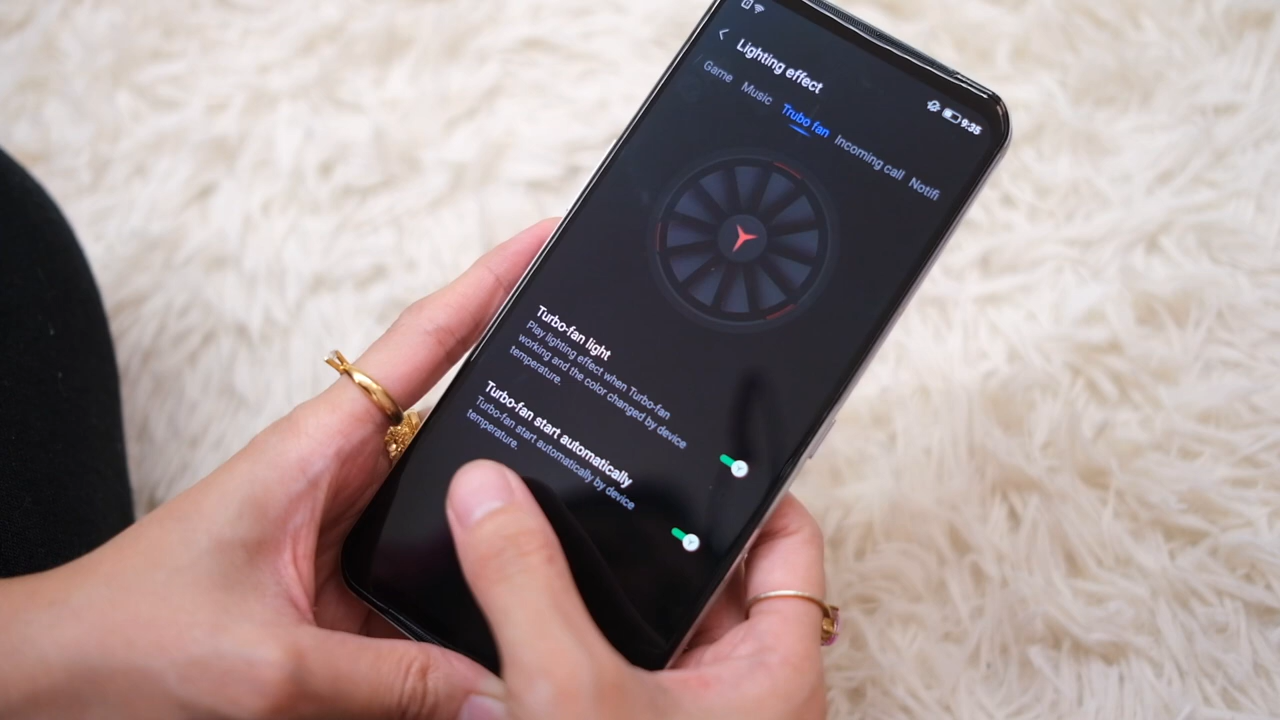 9:35
Lighting effect
Game Music Trubo fan Incoming call Notifi
Turbo-fan light
Play lighting effect when Turbo-fan
working and the color changed by device
temperature.
Turbo-fan start automatically
Turbo-fan start automatically by device
temperature.